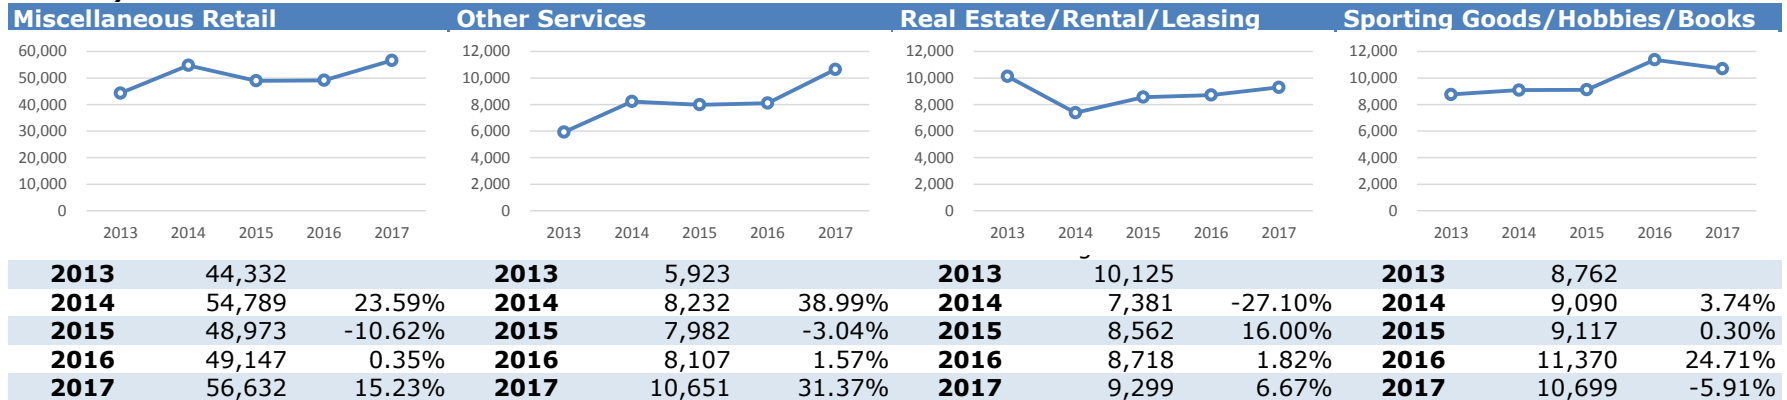 Miscellaneous Retail
60,000
50,000
40,000
30,000
20,000
10,000
0
2013 2014 2015 2016 2017
2013 44,332
2014 54,789 23.59%
2015 48,973 -10.62%
2016 49,147 0.35%
2017 56,632 15.23%
Other Services
12,000
10,000
8,000
6,000
4,000
2,000
0
2013 2014 2015 2016 2017
2013 5,923
2014 8,232 38.99%
2015 7,982 -3.04%
2016 8,107 1.57%
2017 10,651 31.37%
Real Estate/Rental/Leasing
12,000
10,000
8,000
6,000
4,000
2,000
0
2013 2014 2015 2016 2017
2013 10,125
2014 7,381 -27.10%
2015 8,562 16.00%
2016 8,718 1.82%
2017 9,299 6.67%
Sporting Goods/Hobbies/Books
12,000
10,000
8,000
6,000
4,000
2,000
0
2013 2014 2015 2016 2017
2013 8,762
2014 9,090 3.74%
2015 9,117 0.30%
2016 11,370 24.71%
2017 10,699 -5.91%